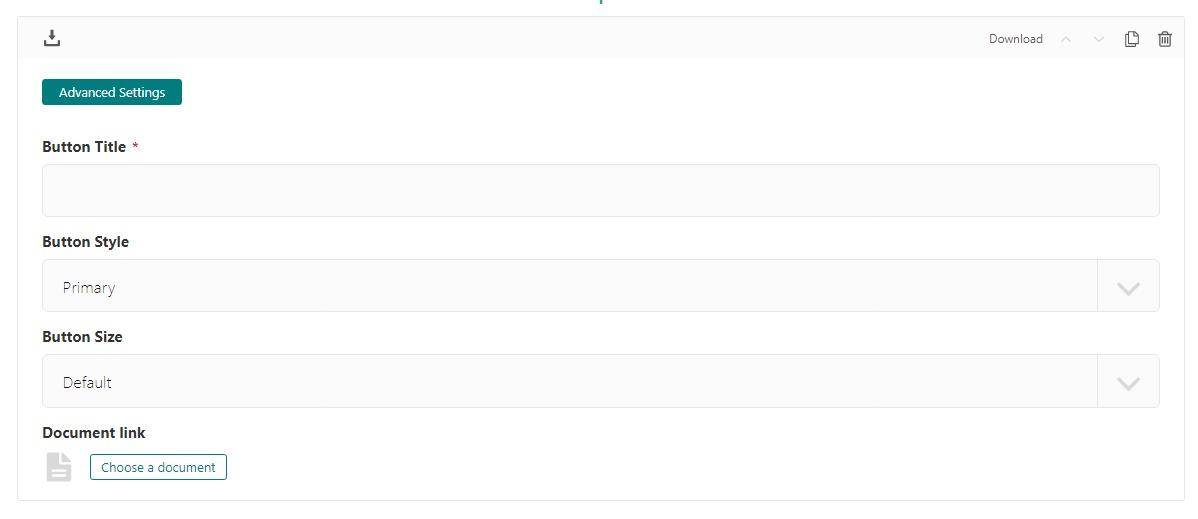 Download
Advanced Settings
Button Title *
Button Style
Primary
Button Size
Default
Document link
Choose a document